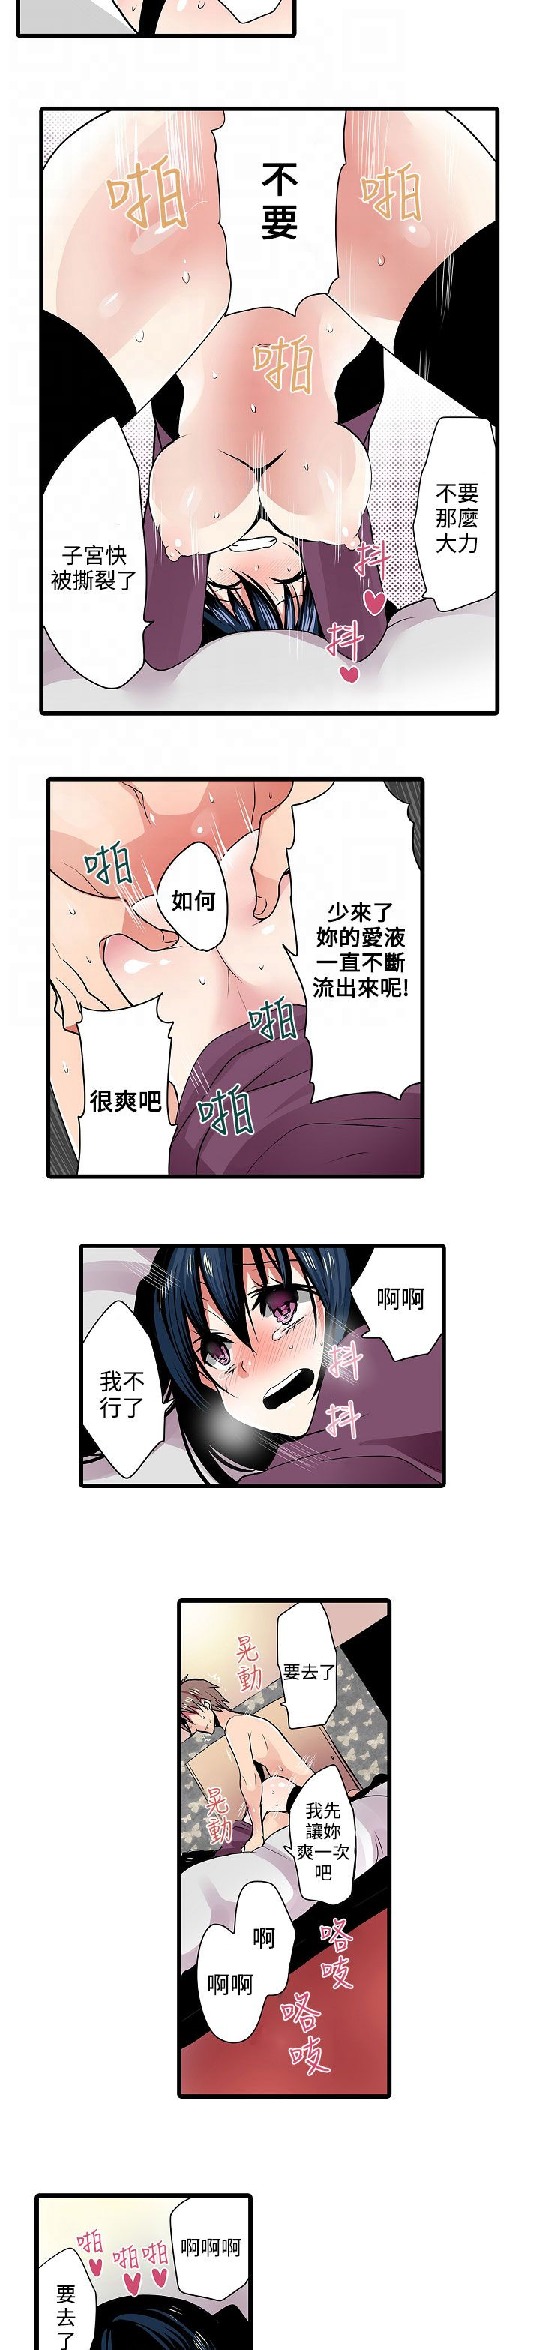 啪
不
要
啪
啪
不要
那麼
大力
子宮快
被撕裂了
抖
抖
啪
如何
少來了
妳的愛液
一直不斷
流出來呢!
啪
很爽吧
啪
啊啊
抖
抖
我不
行了
晃動
要去了
晃動
我先
讓妳
爽一次
吧
啊
啊啊
咯吱
咯吱
啊啊啊
啪
啪
啪
要去了